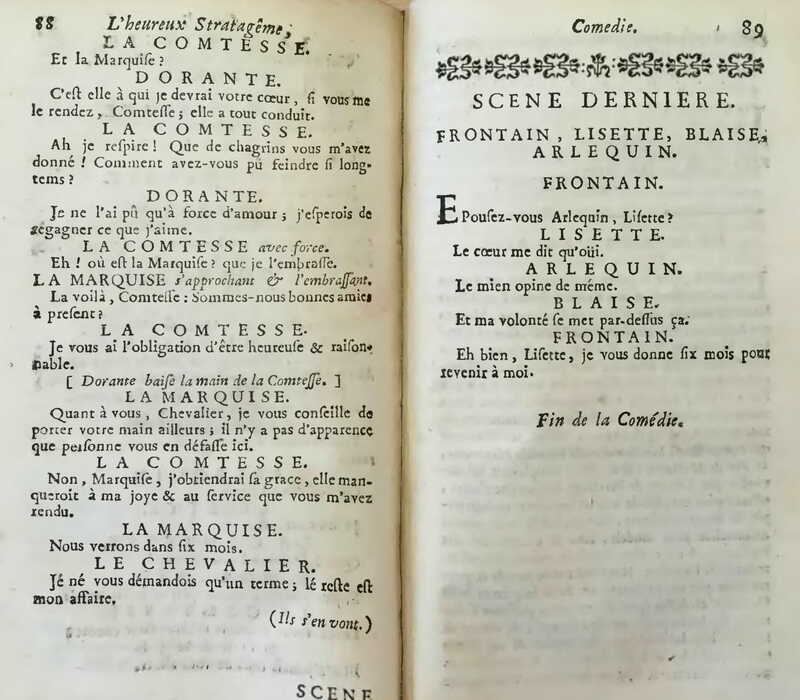 88 L'heureux Stratagême,
LA COMTESSE.
Et la Marquiſe ?
DORANTE.
C'eſt elle à qui je devrai votre cœur, ſi vous me
le rendez, Comteſſe ; elle a tout conduit.
LA COMTESSE.
Ah je reſpire ! Que de chagrins vous m'avez
donné ! Comment avez-vous pû feindre ſi long-
tems ?
DORANTE.
Je ne l'ai pû qu'à force d'amour ; j'eſperois de
regagner ce que j'aime.
LA COMTESSE avec force.
Eh ! où eſt la Marquiſe ? que je l'embraſſe.
LA MARQUISE s'approchant & l'embraſſant.
La voilà, Comteſſe : Sommes-nous bonnes amies
à preſent ?
LA COMTESSE.
Je vous ai l'obligation d'être heureuſe & raiſon-
nable.
[ Dorante baiſe la main de la Comteſſe. ]
LA MARQUISE.
Quant à vous, Chevalier, je vous conſeille de
porter votre main ailleurs ; il n'y a pas d'apparence
que perſonne vous en défaſſe ici.
LA COMTESSE.
Non, Marquiſe, j'obtiendrai ſa grace, elle man-
queroit à ma joye & au ſervice que vous m'avez
rendu.
LA MARQUISE.
Nous verrons dans ſix mois.
LE CHEVALIER.
Jé né vous démandois qu'un terme ; lé reſte eſt
mon affaire.
(Ils s'en vont.)
SCENE
Comedie. 89
SCENE DERNIERE.
FRONTAIN, LISETTE, BLAISE,
ARLEQUIN.
FRONTAIN.
EPouſez-vous Arlequin, Liſette ?
LISETTE.
Le cœur me dit qu'oüi.
ARLEQUIN.
Le mien opine de même.
BLAISE.
Et ma volonté ſe met par-deſſus ça.
FRONTAIN.
Eh bien, Liſette, je vous donne ſix mois pour
revenir à moi.
Fin de la Comédie.